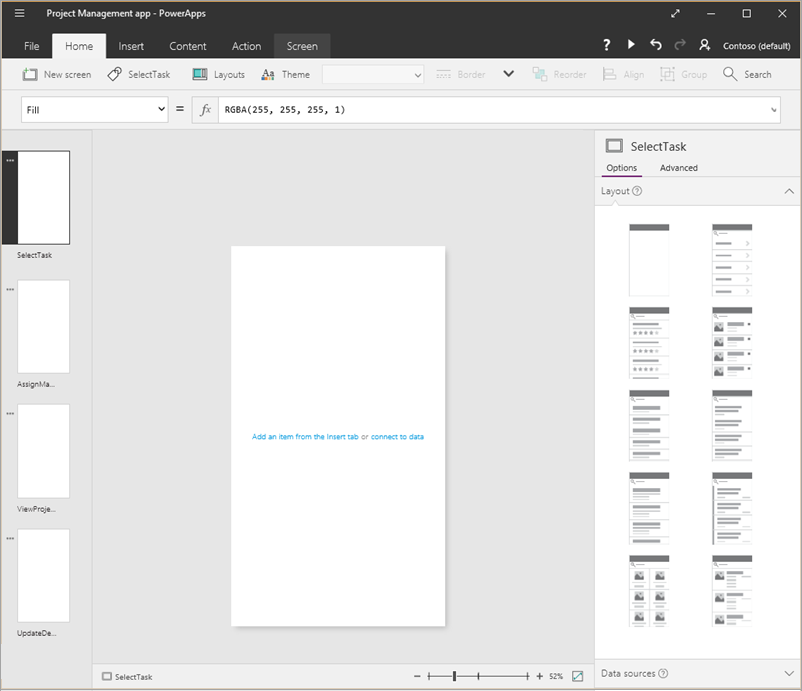 Project Management app - PowerApps
File Home Insert Content Action Screen ? Contoso (default)
New screen SelectTask Layouts Theme Border Reorder Align Group Search
Fill = fx RGBA(255, 255, 255, 1)
SelectTask
AssignMa...
ViewProje...
UpdateDe...
Add an item from the Insert tab or connect to data
SelectTask
Options Advanced
Layout ?
SelectTask − + 52%
Data sources ?